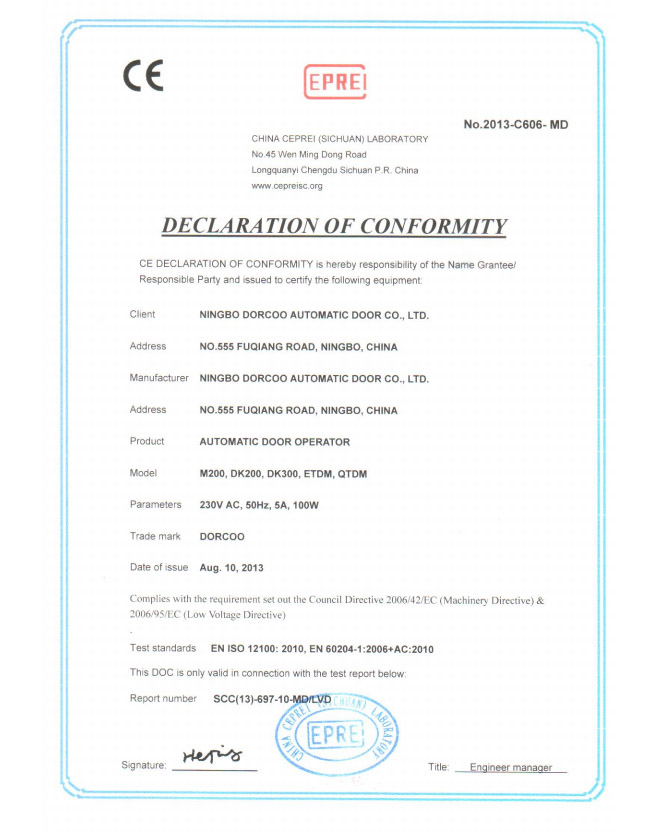 CE
EPREI
No.2013-C606- MD
CHINA CEPREI (SICHUAN) LABORATORY
No.45 Wen Ming Dong Road
Longquanyi Chengdu Sichuan P.R. China
www.cepreisc.org
DECLARATION OF CONFORMITY
CE DECLARATION OF CONFORMITY is hereby responsibility of the Name Grantee/
Responsible Party and issued to certify the following equipment:
Client NINGBO DORCOO AUTOMATIC DOOR CO., LTD.
Address NO.555 FUQIANG ROAD, NINGBO, CHINA
Manufacturer NINGBO DORCOO AUTOMATIC DOOR CO., LTD.
Address NO.555 FUQIANG ROAD, NINGBO, CHINA
Product AUTOMATIC DOOR OPERATOR
Model M200, DK200, DK300, ETDM, QTDM
Parameters 230V AC, 50Hz, 5A, 100W
Trade mark DORCOO
Date of issue Aug. 10, 2013
Complies with the requirement set out the Council Directive 2006/42/EC (Machinery Directive) &
2006/95/EC (Low Voltage Directive)
.
Test standards EN ISO 12100: 2010, EN 60204-1:2006+AC:2010
This DOC is only valid in connection with the test report below:
Report number SCC(13)-697-10-MD/LVD
CHINA CEPREI (SICHUAN) LABORATORY
EPREI
Signature:
Title: Engineer manager